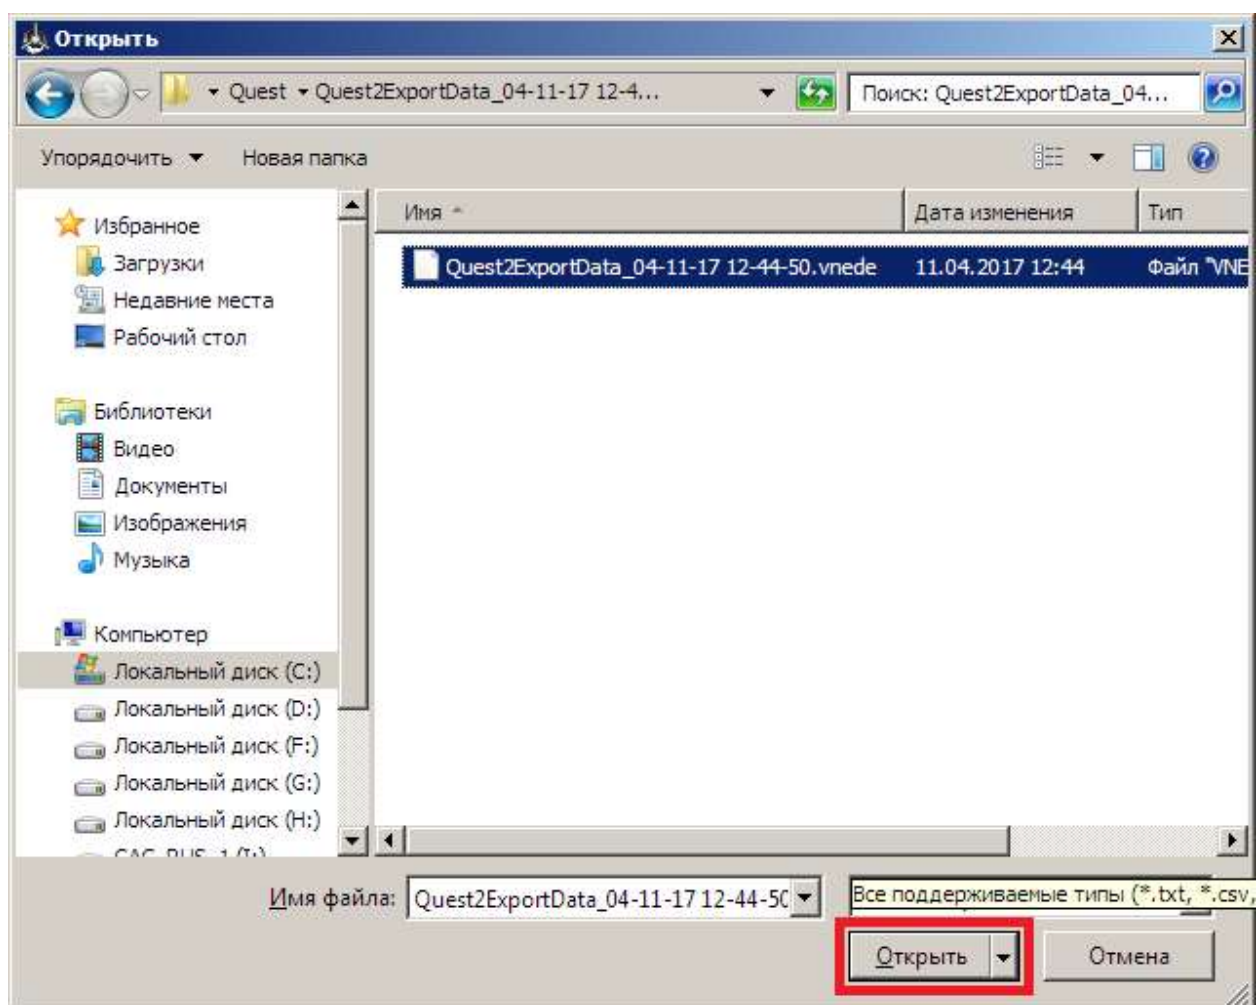 Открыть
Quest Quest2ExportData_04-11-17 12-4...
Поиск: Quest2ExportData_04...
Упорядочить Новая папка
Имя Дата изменения Тип
Quest2ExportData_04-11-17 12-44-50.vnede 11.04.2017 12:44 Файл "VNE
Избранное
Загрузки
Недавние места
Рабочий стол
Библиотеки
Видео
Документы
Изображения
Музыка
Компьютер
Локальный диск (C:)
Локальный диск (D:)
Локальный диск (F:)
Локальный диск (G:)
Локальный диск (H:)
Имя файла: Quest2ExportData_04-11-17 12-44-50
Все поддерживаемые типы (*.txt, *.csv,
Открыть Отмена